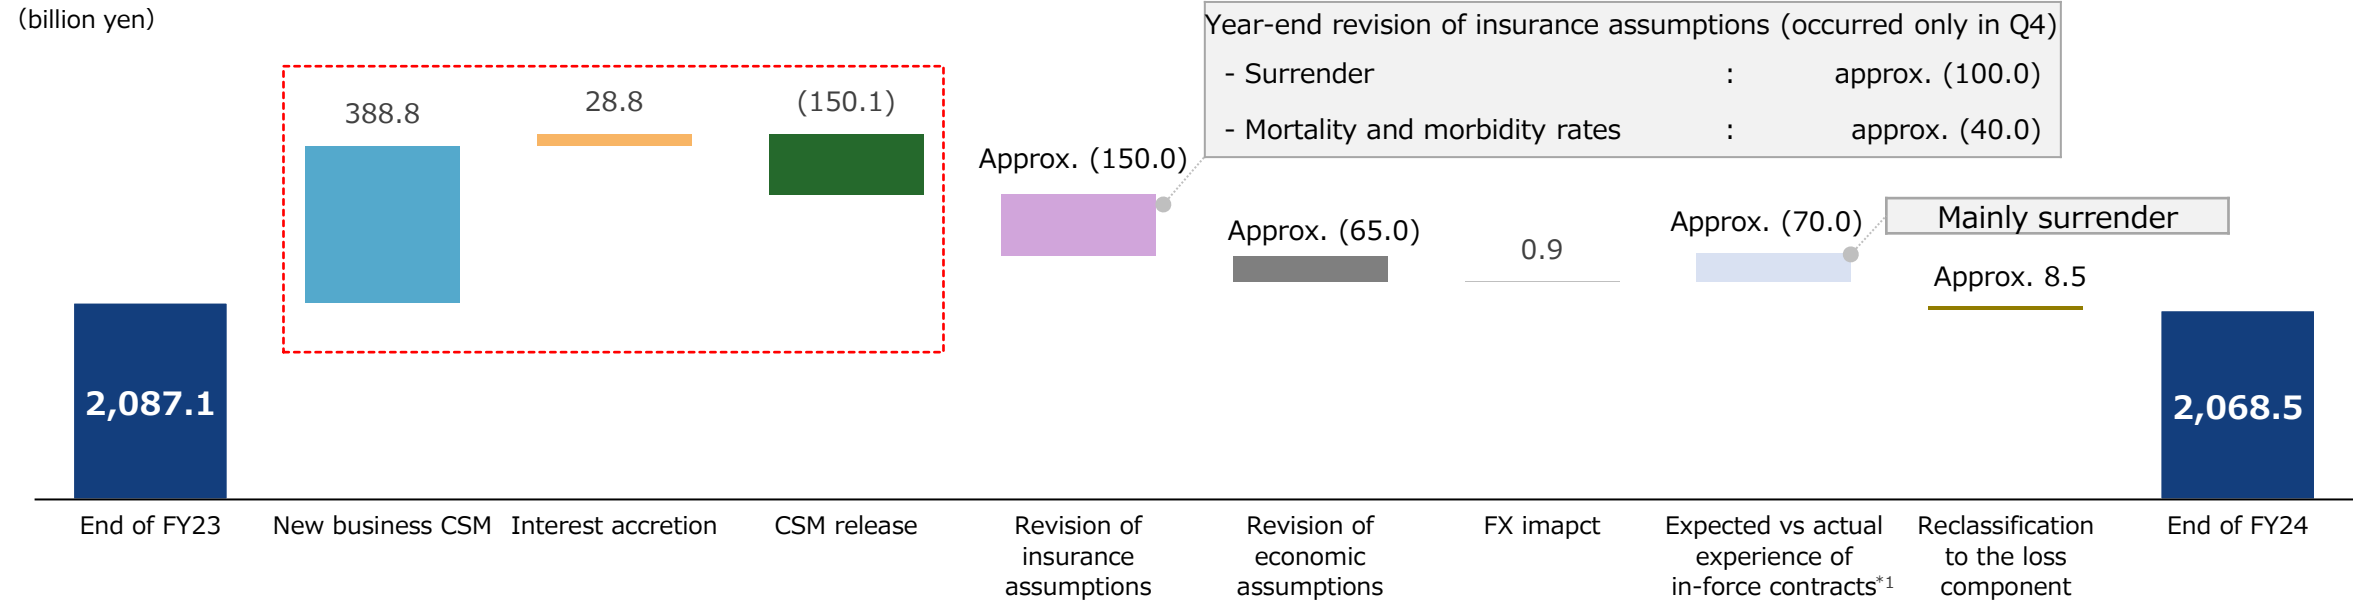 （billion yen）
Year-end revision of insurance assumptions (occurred only in Q4)
- Surrender : approx. (100.0)
- Mortality and morbidity rates : approx. (40.0)
388.8
28.8
(150.1)
Approx. (150.0)
Approx. (65.0)
0.9
Approx. (70.0)
Mainly surrender
Approx. 8.5
2,087.1
2,068.5
End of FY23
New business CSM
Interest accretion
CSM release
Revision of
insurance
assumptions
Revision of
economic
assumptions
FX imapct
Expected vs actual
experience of
in-force contracts*1
Reclassification
to the loss
component
End of FY24